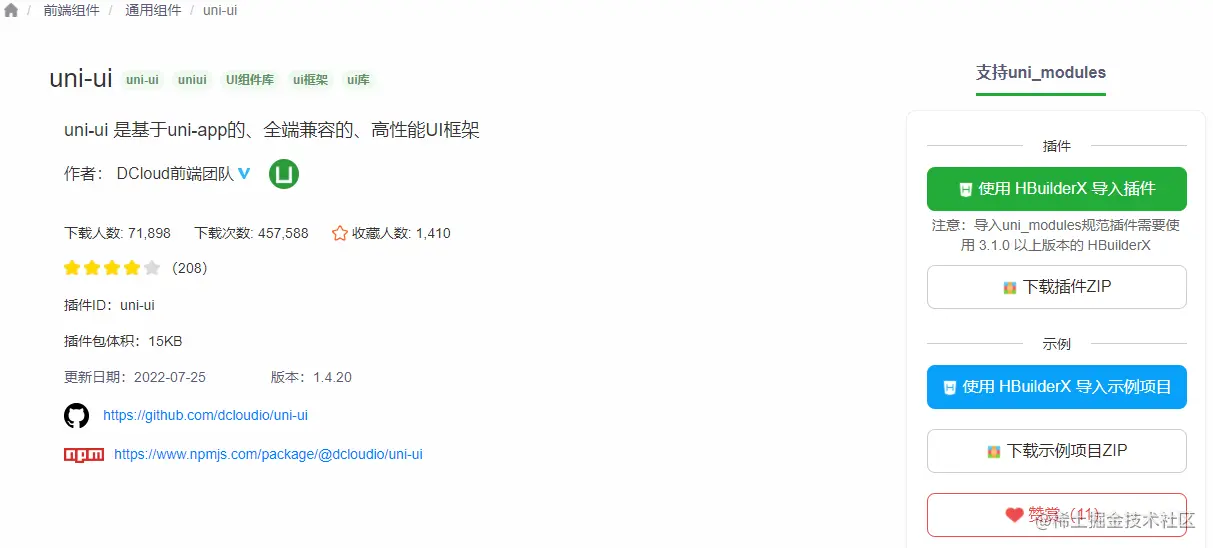 / 前端组件 / 通用组件 / uni-ui
uni-ui uni-ui uniui UI组件库 ui框架 ui库
uni-ui 是基于uni-app的、全端兼容的、高性能UI框架
作者： DCloud前端团队
下载人数: 71,898 下载次数: 457,588 收藏人数: 1,410
（208）
插件ID：uni-ui
插件包体积：15KB
更新日期：2022-07-25 版本：1.4.20
https://github.com/dcloudio/uni-ui
npm https://www.npmjs.com/package/@dcloudio/uni-ui
支持uni_modules
插件
使用 HBuilderX 导入插件
注意：导入uni_modules规范插件需要使
用 3.1.0 以上版本的 HBuilderX
下载插件ZIP
示例
使用 HBuilderX 导入示例项目
下载示例项目ZIP
赞赏（11）
@稀土掘金技术社区